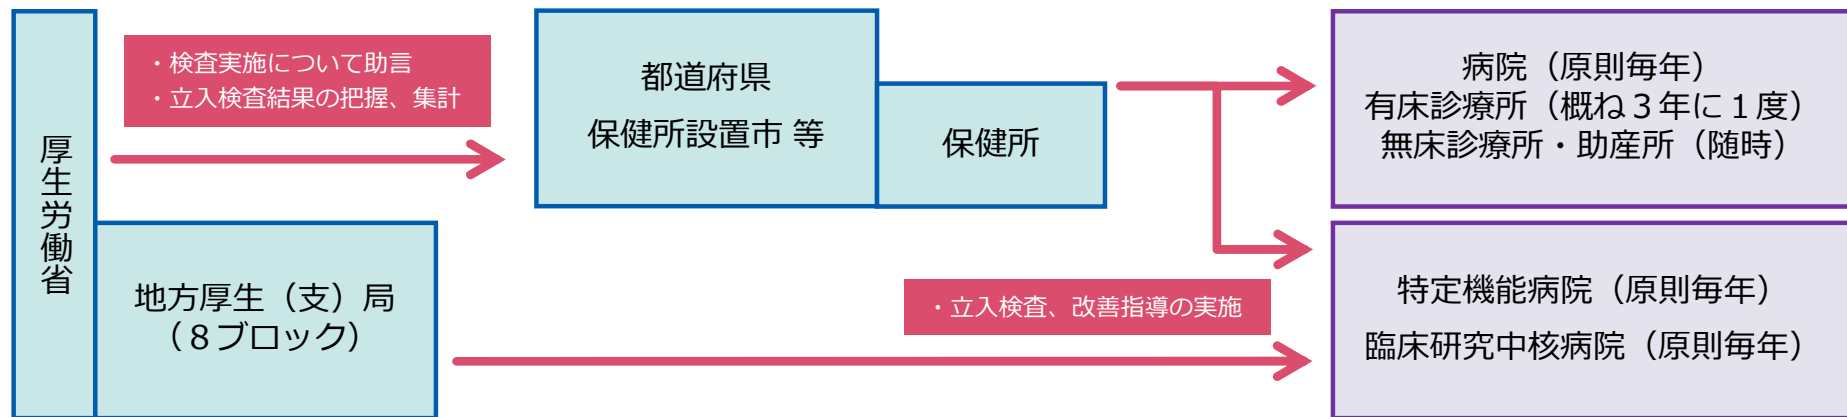 厚生労働省
・検査実施について助言
・立入検査結果の把握、集計
都道府県
保健所設置市 等
保健所
病院（原則毎年）
有床診療所（概ね３年に１度）
無床診療所・助産所（随時）
地方厚生（支）局
（８ブロック）
・立入検査、改善指導の実施
特定機能病院（原則毎年）
臨床研究中核病院（原則毎年）